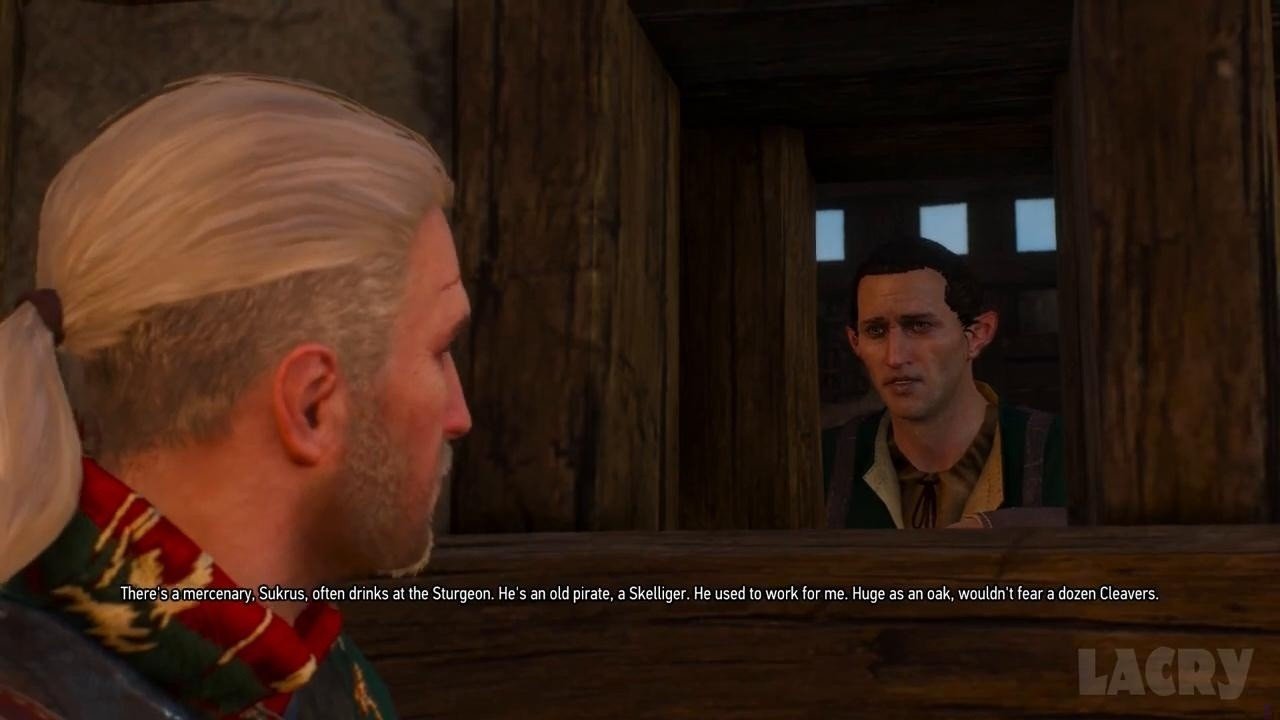 There's a mercenary, Sukrus, often drinks at the Sturgeon. He's an old pirate, a Skelliger. He used to work for me. Huge as an oak, wouldn't fear a dozen Cleavers.
LACRY